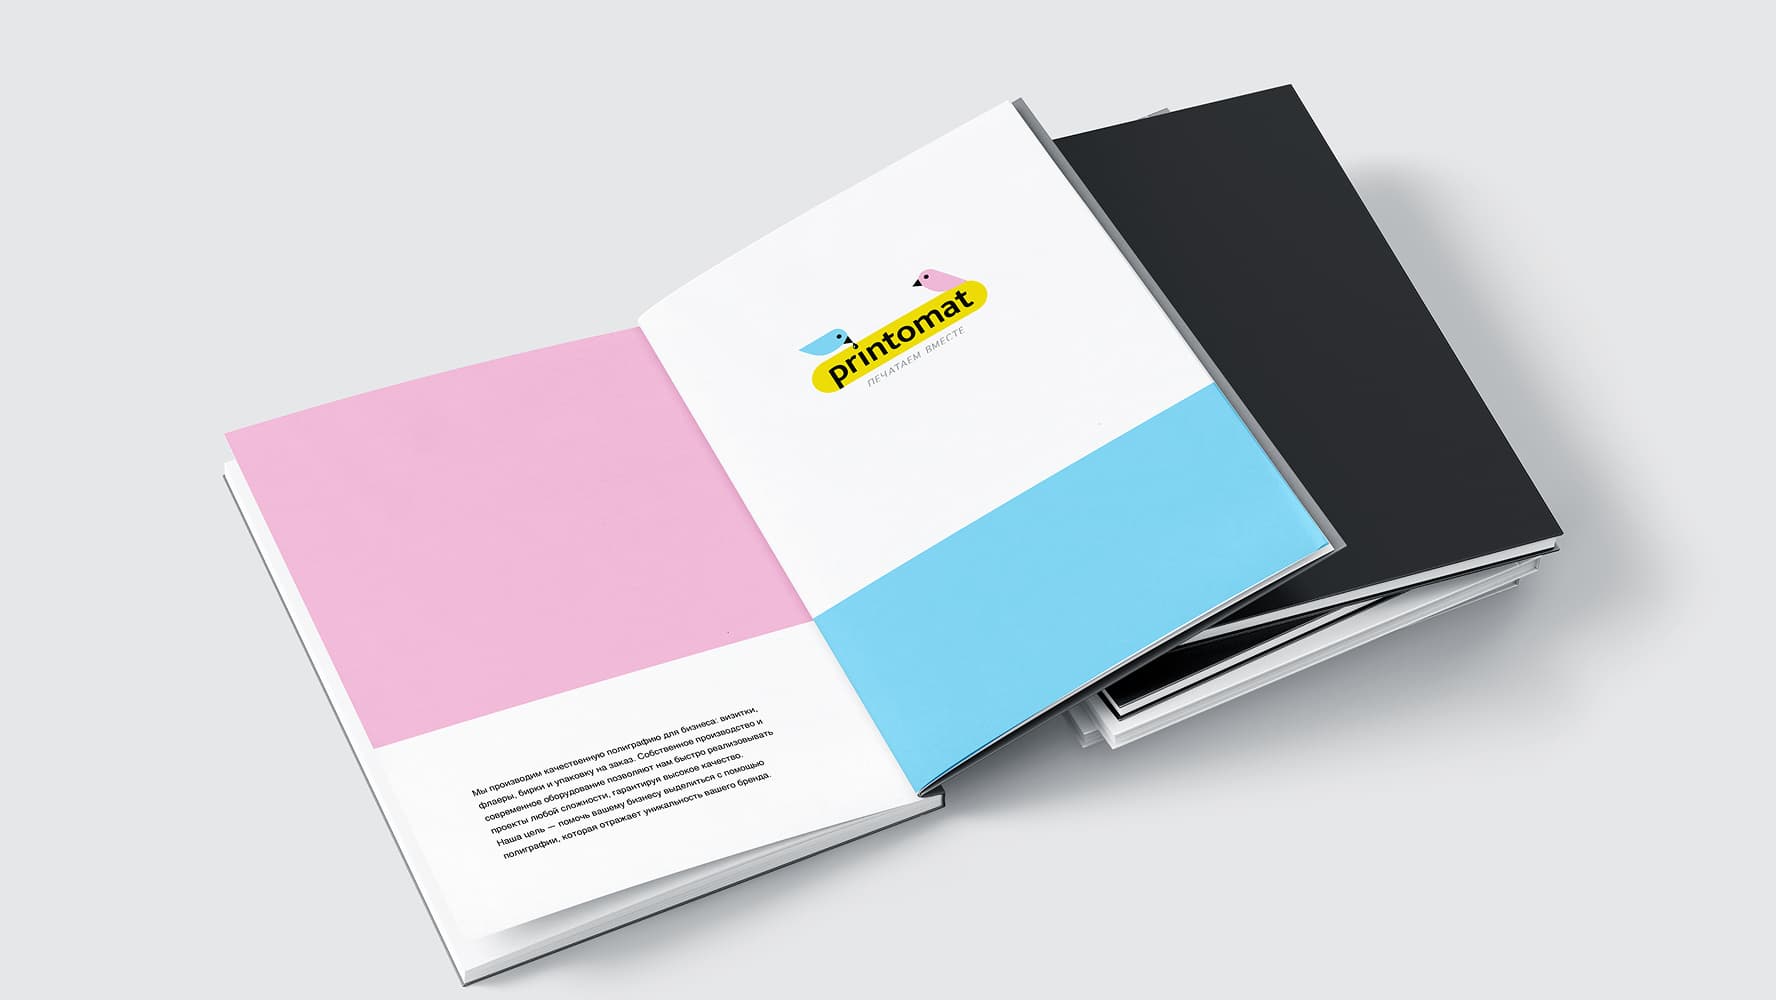 Мы производим качественную полиграфию для бизнеса: визитки,
флаеры, бирки и упаковку на заказ. Собственное производство и
современное оборудование позволяют нам быстро реализовывать
проекты любой сложности, гарантируя высокое качество.
Наша цель — помочь вашему бизнесу выделиться с помощью
полиграфии, которая отражает уникальность вашего бренда.
printomat
ПЕЧАТАЕМ ВМЕСТЕ